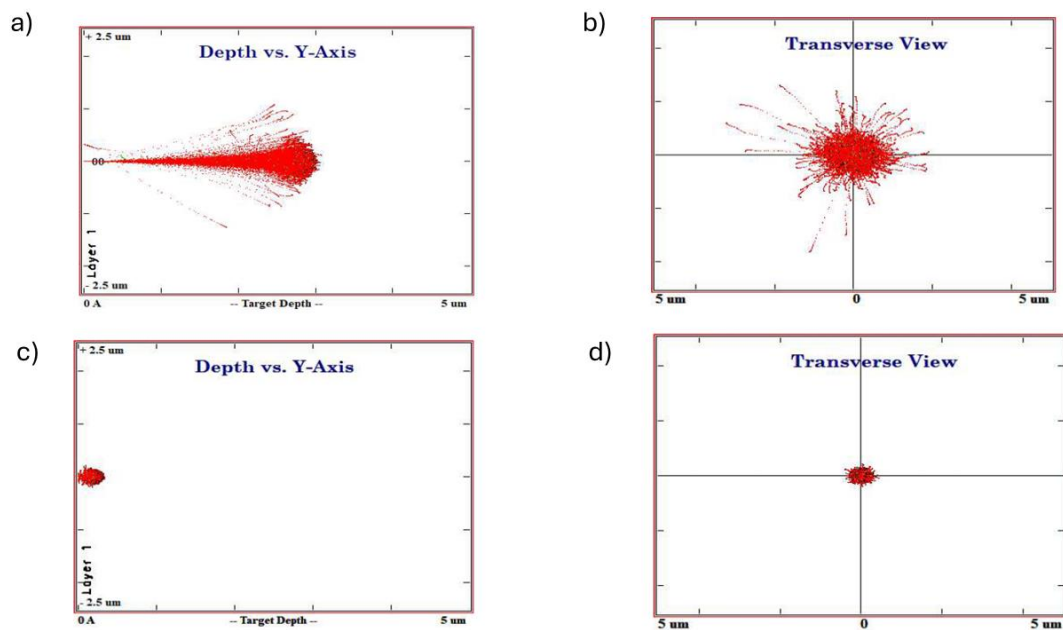 a)
+ 2.5 um
Depth vs. Y-Axis
00
Layer 1
- 2.5 um
0 A
-- Target Depth --
5 um
b)
Transverse View
5 um
0
5 um
c)
+ 2.5 um
Depth vs. Y-Axis
Layer 1
- 2.5 um
0 A
-- Target Depth --
5 um
d)
Transverse View
5 um
0
5 um